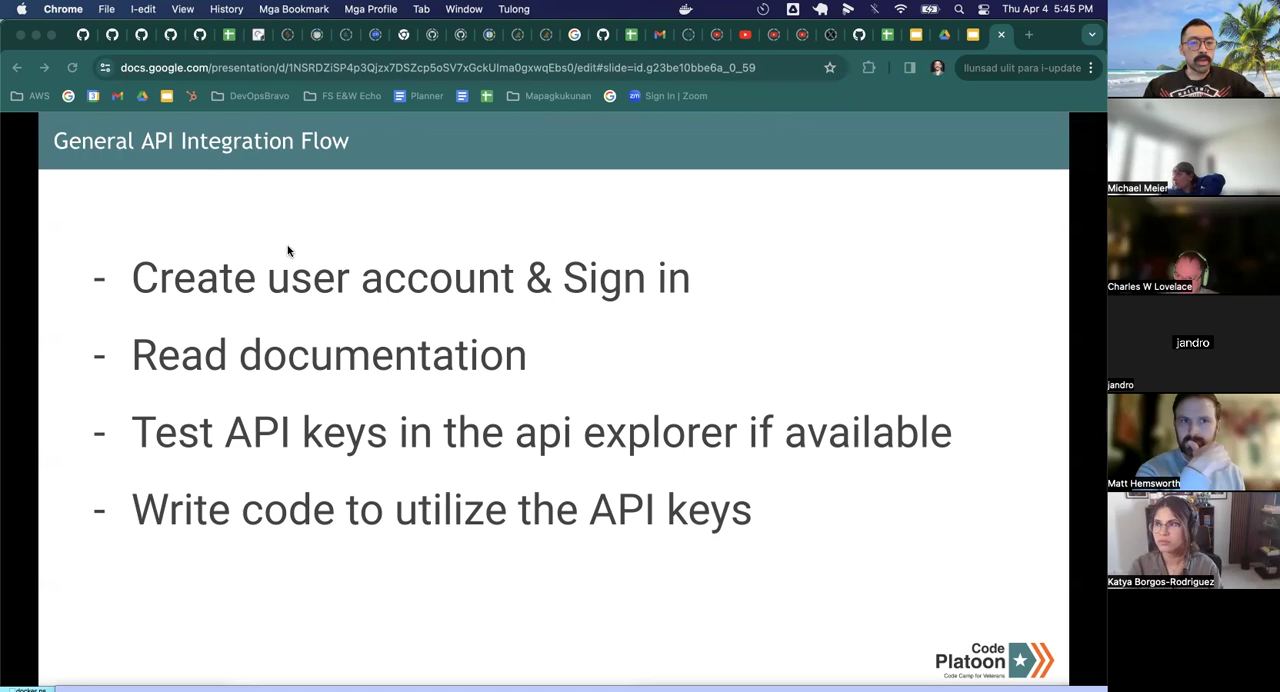 Chrome File I-edit View History Mga Bookmark Mga Profile Tab Window Tulong Thu Apr 4 5:45 PM
docs.google.com/presentation/d/1NSRDZiSP4p3Qjzx7DSZcp5oSV7xGckUha0gxwqEbs0/edit#slide=id.g23be10bbe6a_0_59
Ilunsad ulit para i-update
AWS DevOpsBravo FS E&W Echo Planner Mapagkukunan Sign In | Zoom
General API Integration Flow
- Create user account & Sign in
- Read documentation
- Test API keys in the api explorer if available
- Write code to utilize the API keys
Code
Platoon
Code Camp for Veterans
Michael Meier
Charles W Lovelace
jandro
jandro
Matt Hemsworth
Katya Borgos-Rodriguez